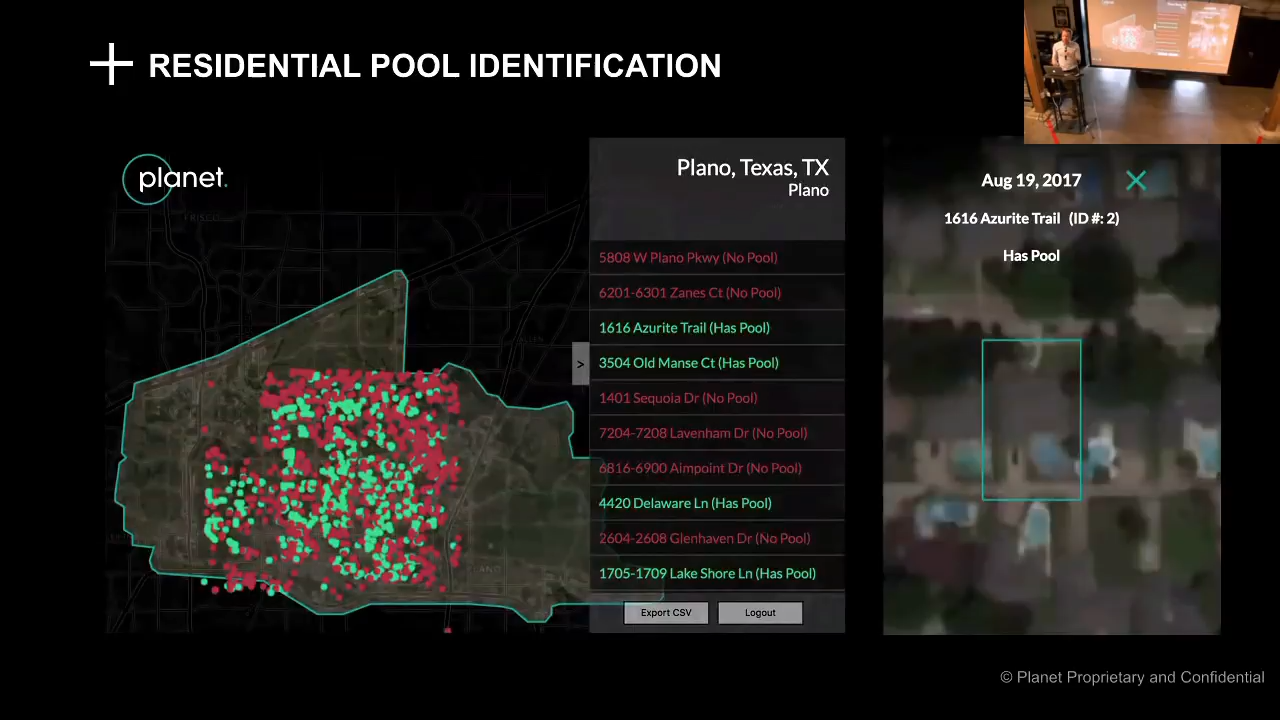 RESIDENTIAL POOL IDENTIFICATION
planet.
FRISCO
ALLEN
PLANO
Plano, Texas, TX
Plano
5808 W Plano Pkwy (No Pool)
6201-6301 Zanes Ct (No Pool)
1616 Azurite Trail (Has Pool)
3504 Old Manse Ct (Has Pool)
1401 Sequoia Dr (No Pool)
7204-7208 Lavenham Dr (No Pool)
6816-6900 Aimpoint Dr (No Pool)
4420 Delaware Ln (Has Pool)
2604-2608 Glenhaven Dr (No Pool)
1705-1709 Lake Shore Ln (Has Pool)
>
Export CSV
Logout
Aug 19, 2017
1616 Azurite Trail (ID #: 2)
Has Pool
© Planet Proprietary and Confidential